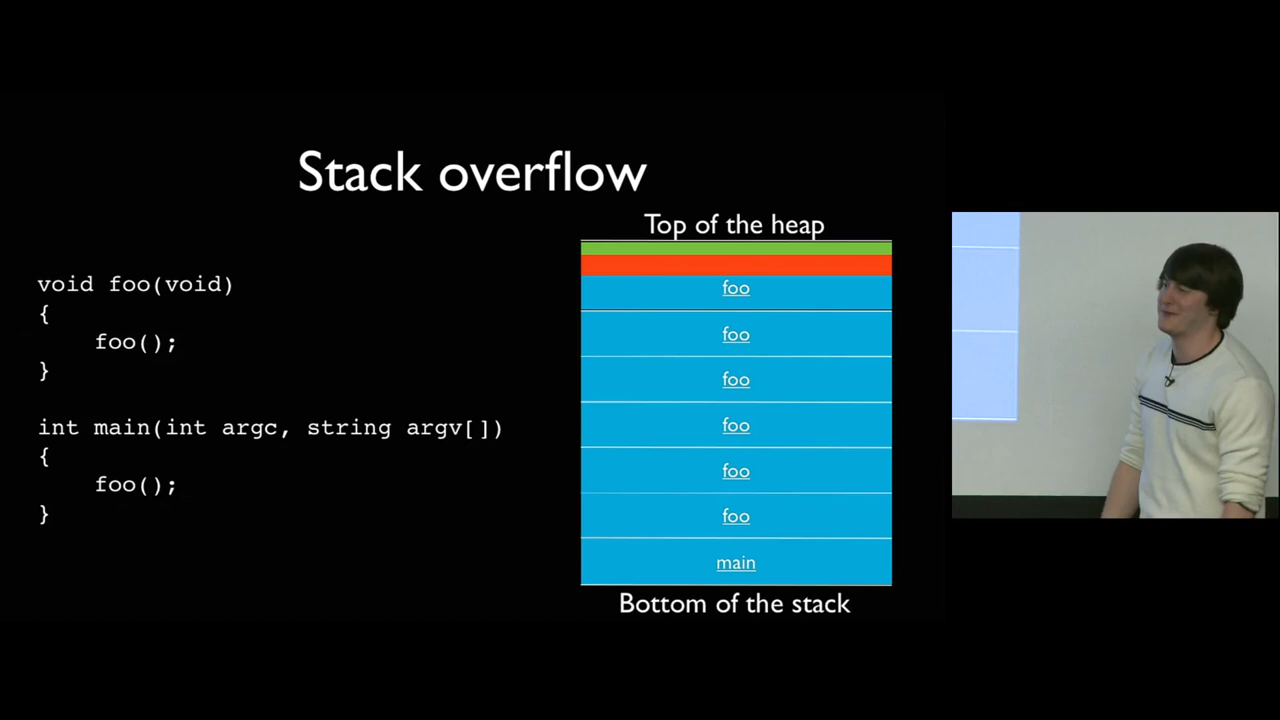 Stack overflow
void foo(void)
{
    foo();
}
int main(int argc, string argv[])
{
    foo();
}
Top of the heap
foo
foo
foo
foo
foo
foo
main
Bottom of the stack